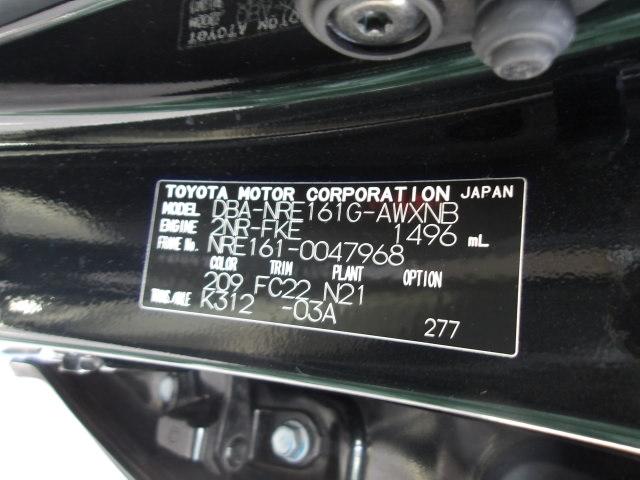 TOYOTA MOTOR CORPORATION JAPAN
MODEL DBA-NRE161G-AWXNB
ENGINE 2NR-FKE 1496 mL
FRAME No. NRE161-0047968
COLOR TRIM PLANT OPTION
209 FC22 N21
TRANS/AXLE K312 -03A
277